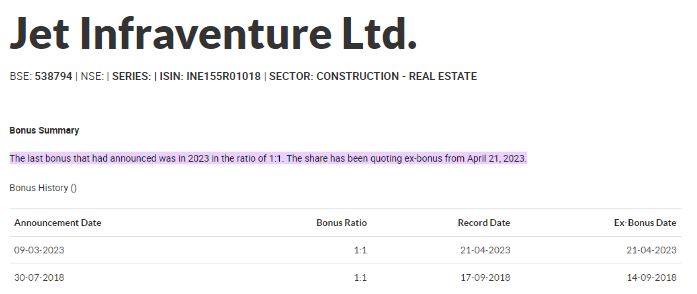 Jet Infraventure Ltd.
BSE: 538794 | NSE: | SERIES: | ISIN: INE155R01018 | SECTOR: CONSTRUCTION - REAL ESTATE
Bonus Summary
The last bonus that had announced was in 2023 in the ratio of 1:1. The share has been quoting ex-bonus from April 21, 2023.
Bonus History ()
Announcement Date Bonus Ratio Record Date Ex-Bonus Date
09-03-2023 1:1 21-04-2023 21-04-2023
30-07-2018 1:1 17-09-2018 14-09-2018